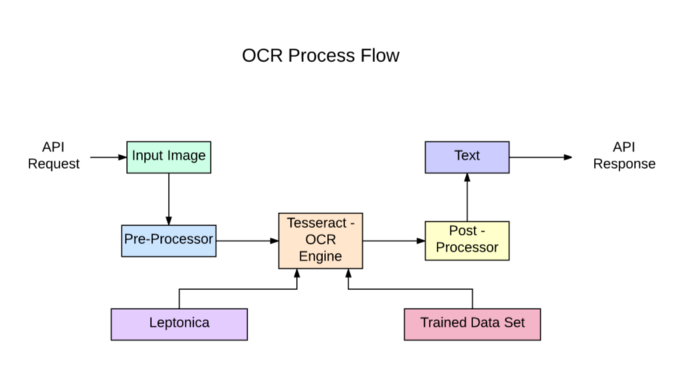 OCR Process Flow
API
Request
Input Image
Text
API
Response
Pre-Processor
Tesseract -
OCR
Engine
Post -
Processor
Leptonica
Trained Data Set